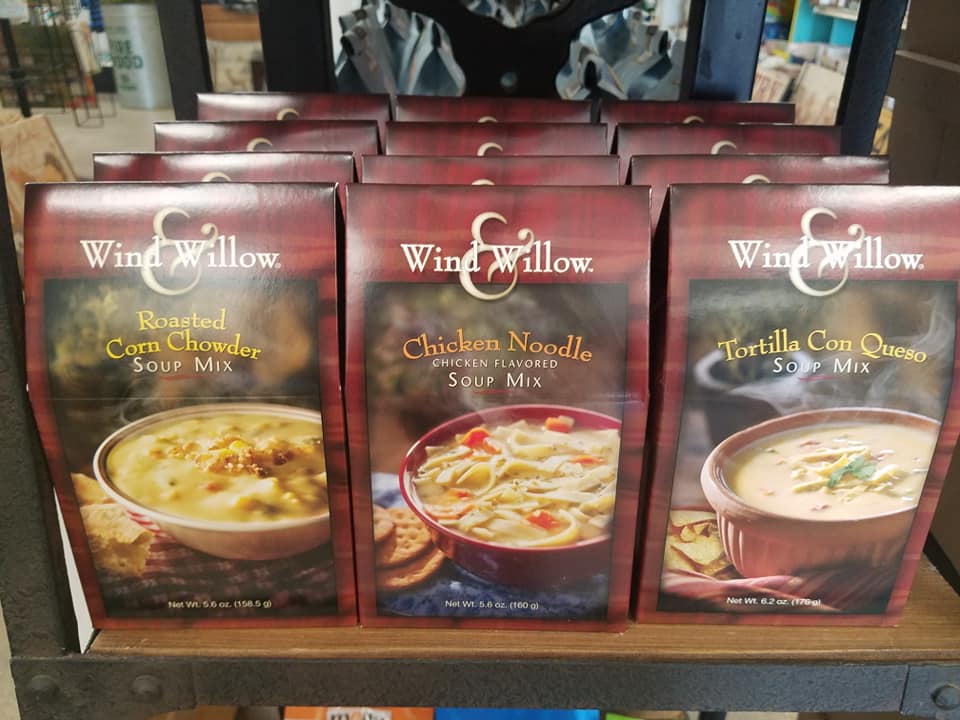 Wind & Willow®
Roasted
Corn Chowder
Soup Mix
Net Wt. 5.6 oz. (158.5 g)
Wind & Willow™
Chicken Noodle
CHICKEN FLAVORED
Soup Mix
Net Wt. 5.6 oz (160 g)
Wind & Willow®
Tortilla Con Queso
Soup Mix
Net Wt. 6.2 oz. (176 g)